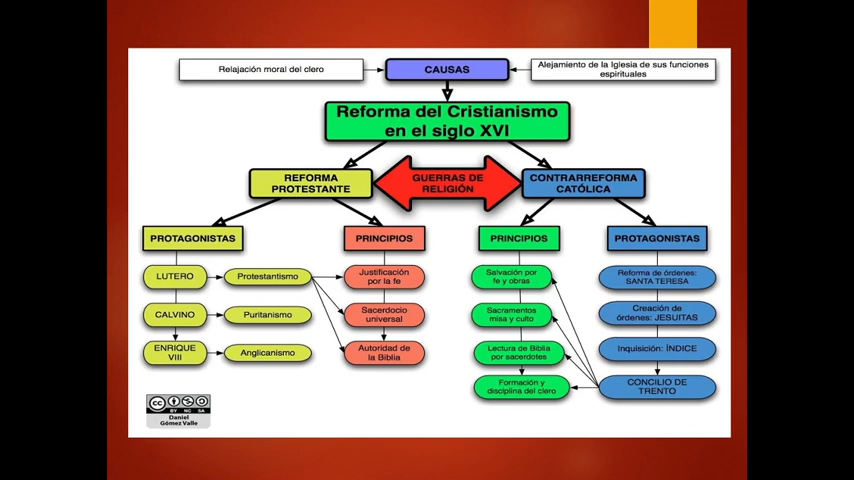 Relajación moral del clero
CAUSAS
Alejamiento de la Iglesia de sus funciones
espirituales
Reforma del Cristianismo
en el siglo XVI
REFORMA
PROTESTANTE
GUERRAS DE
RELIGIÓN
CONTRARREFORMA
CATÓLICA
PROTAGONISTAS
PRINCIPIOS
PRINCIPIOS
PROTAGONISTAS
LUTERO
Protestantismo
Justificación
por la fe
Salvación por
fe y obras
Reforma de órdenes:
SANTA TERESA
CALVINO
Puritanismo
Sacerdocio
universal
Sacramentos
misa y culto
Creación de
órdenes: JESUITAS
ENRIQUE
VIII
Anglicanismo
Autoridad de
la Biblia
Lectura de Biblia
por sacerdotes
Inquisición: ÍNDICE
Formación y
disciplina del clero
CONCILIO DE
TRENTO
cc
BY NC SA
Daniel
Gómez Valle